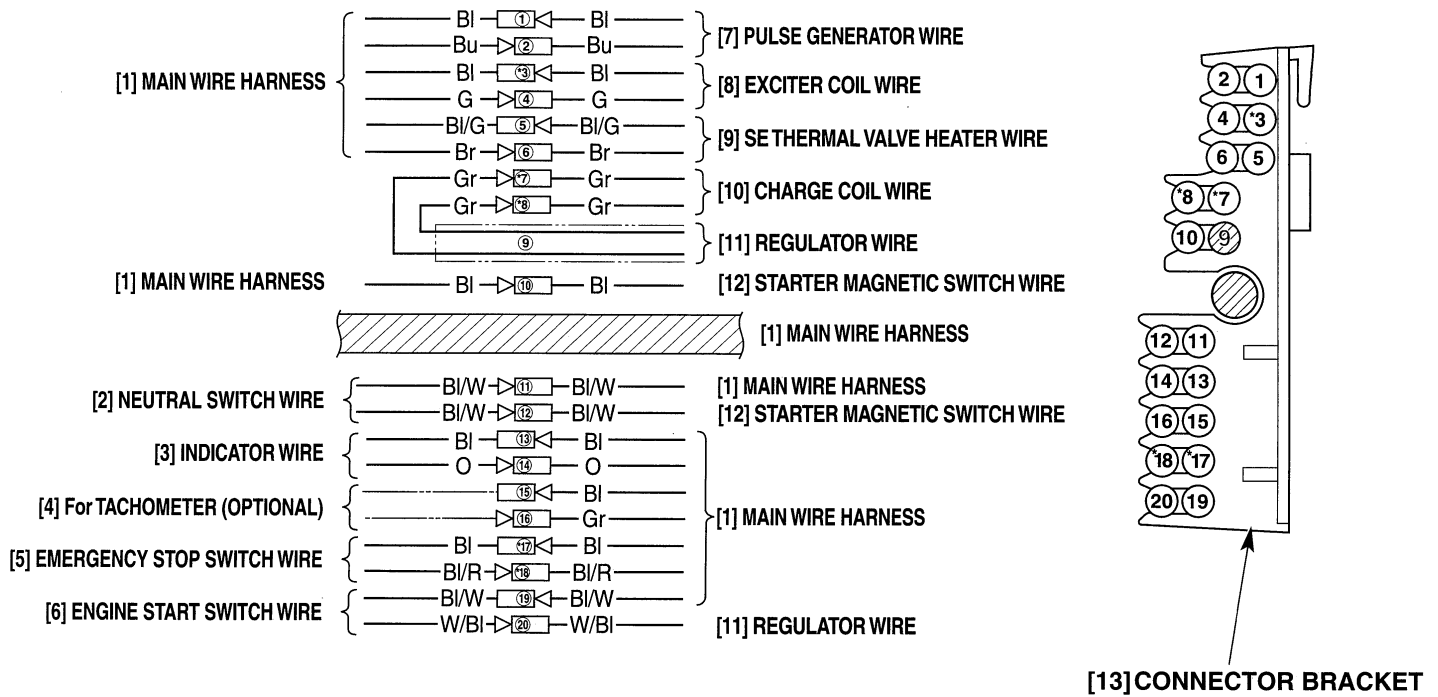 Bl ① Bl
Bu ② Bu
[7] PULSE GENERATOR WIRE
[1] MAIN WIRE HARNESS
Bl *3 Bl
G ④ G
[8] EXCITER COIL WIRE
Bl/G ⑤ Bl/G
Br ⑥ Br
[9] SE THERMAL VALVE HEATER WIRE
Gr *7 Gr
Gr *8 Gr
[10] CHARGE COIL WIRE
⑨
[11] REGULATOR WIRE
[1] MAIN WIRE HARNESS
Bl ⑩ Bl
[12] STARTER MAGNETIC SWITCH WIRE
[1] MAIN WIRE HARNESS
[2] NEUTRAL SWITCH WIRE
Bl/W ⑪ Bl/W
[1] MAIN WIRE HARNESS
Bl/W ⑫ Bl/W
[12] STARTER MAGNETIC SWITCH WIRE
[3] INDICATOR WIRE
Bl ⑬ Bl
O ⑭ O
[4] For TACHOMETER (OPTIONAL)
⑮ Bl
⑯ Gr
[1] MAIN WIRE HARNESS
[5] EMERGENCY STOP SWITCH WIRE
Bl *17 Bl
Bl/R *18 Bl/R
[6] ENGINE START SWITCH WIRE
Bl/W ⑲ Bl/W
W/Bl ⑳ W/Bl
[11] REGULATOR WIRE
2 1
4 *3
6 5
*8 *7
10 9
12 11
14 13
16 15
*18 *17
20 19
[13] CONNECTOR BRACKET